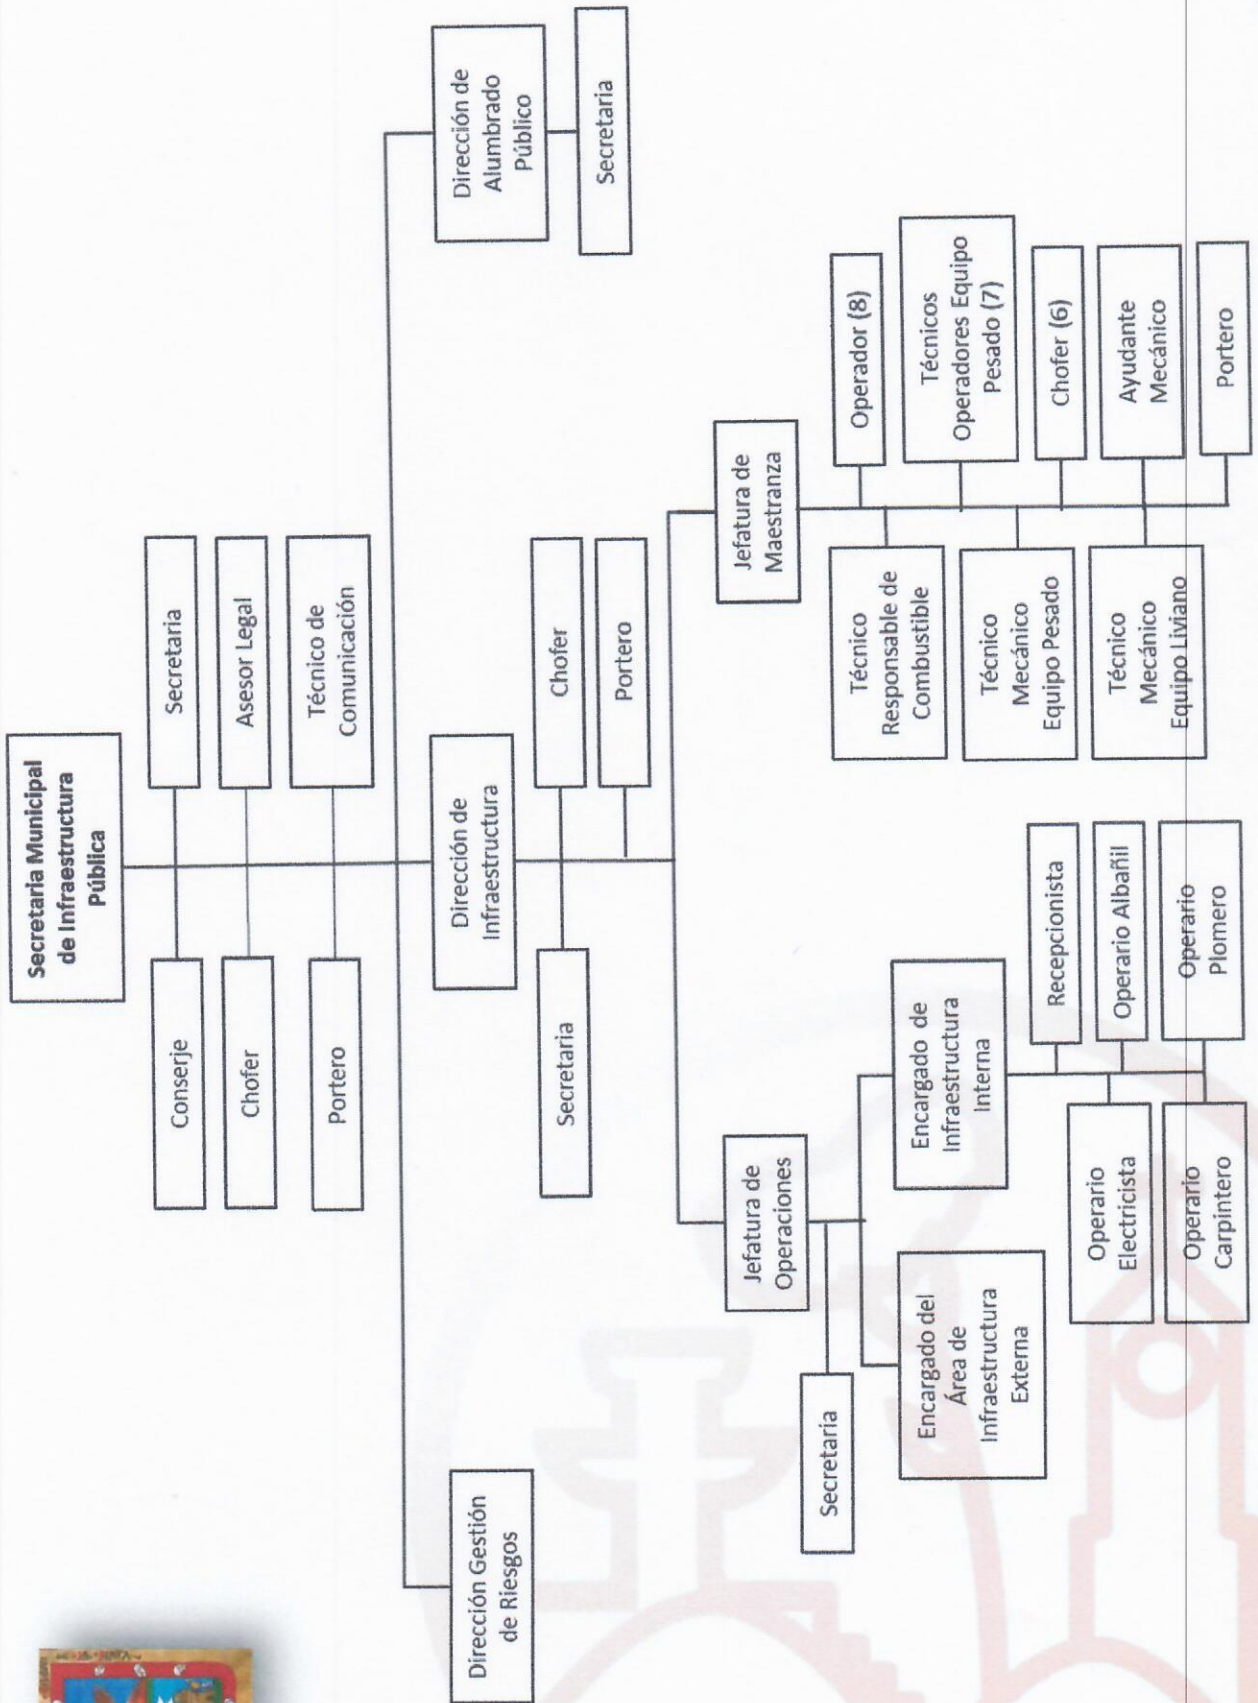 Secretaria Municipal
de Infraestructura
Pública
Conserje
Secretaria
Chofer
Asesor Legal
Portero
Técnico de
Comunicación
Dirección Gestión
de Riesgos
Dirección de
Infraestructura
Dirección de
Alumbrado
Público
Secretaria
Chofer
Portero
Secretaria
Jefatura de
Operaciones
Jefatura de
Maestranza
Secretaria
Encargado del
Área de
Infraestructura
Externa
Encargado de
Infraestructura
Interna
Recepcionista
Operario
Electricista
Operario Albañil
Operario
Carpintero
Operario
Plomero
Técnico
Responsable de
Combustible
Operador (8)
Técnicos
Operadores Equipo
Pesado (7)
Técnico
Mecánico
Equipo Pesado
Chofer (6)
Técnico
Mecánico
Equipo Liviano
Ayudante
Mecánico
Portero